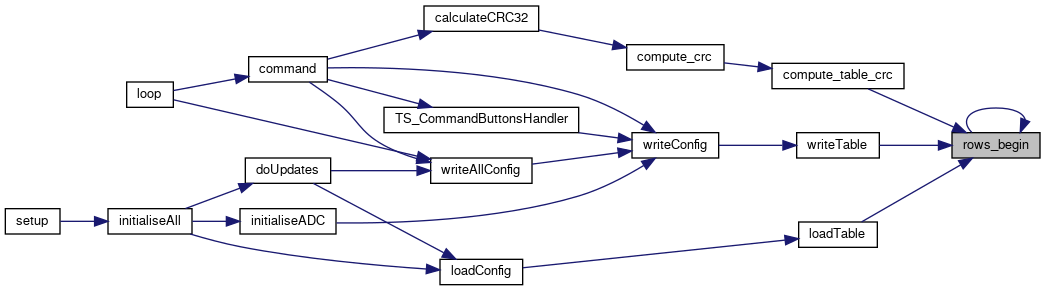 calculateCRC32
compute_crc
command
compute_table_crc
loop
TS_CommandButtonsHandler
writeConfig
writeTable
rows_begin
doUpdates
writeAllConfig
setup
initialiseAll
initialiseADC
loadTable
loadConfig